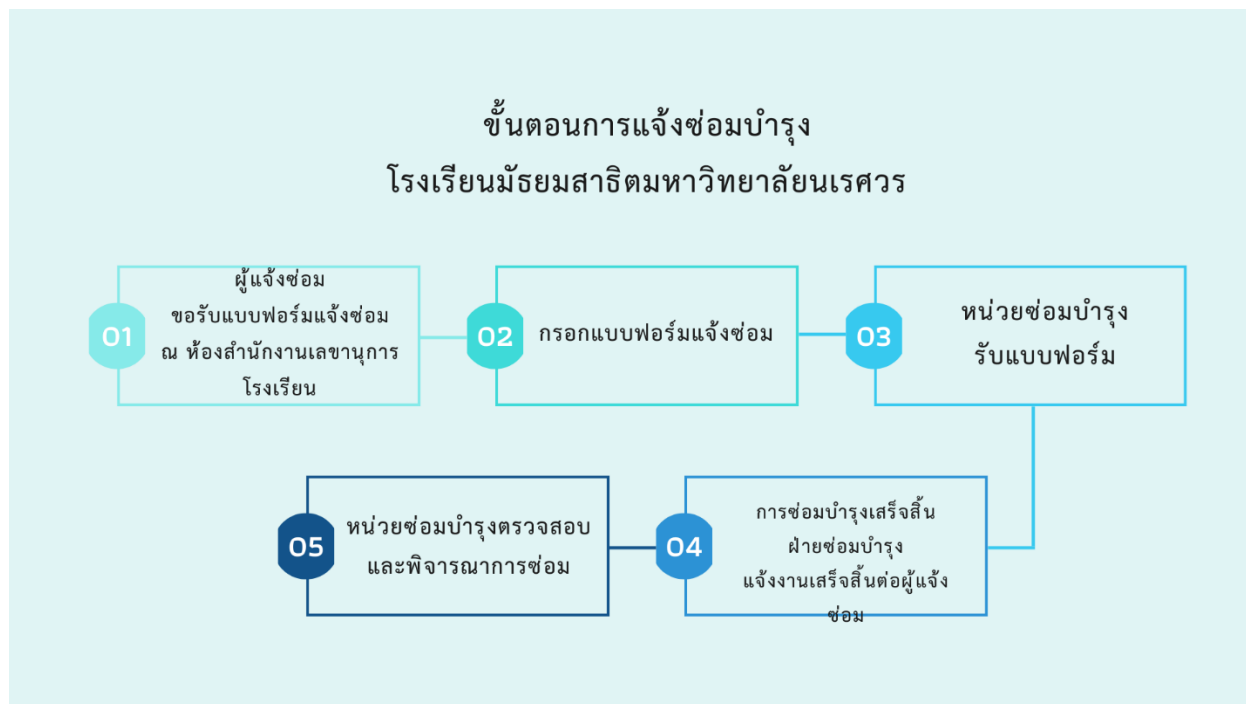 ขั้นตอนการแจ้งซ่อมบำรุง
โรงเรียนมัธยมสาธิตมหาวิทยาลัยนเรศวร
01
ผู้แจ้งซ่อม
ขอรับแบบฟอร์มแจ้งซ่อม
ณ ห้องสำนักงานเลขานุการ
โรงเรียน
02
กรอกแบบฟอร์มแจ้งซ่อม
03
หน่วยซ่อมบำรุง
รับแบบฟอร์ม
04
การซ่อมบำรุงเสร็จสิ้น
ฝ่ายซ่อมบำรุง
แจ้งงานเสร็จสิ้นต่อผู้แจ้ง
ซ่อม
05
หน่วยซ่อมบำรุงตรวจสอบ
และพิจารณาการซ่อม